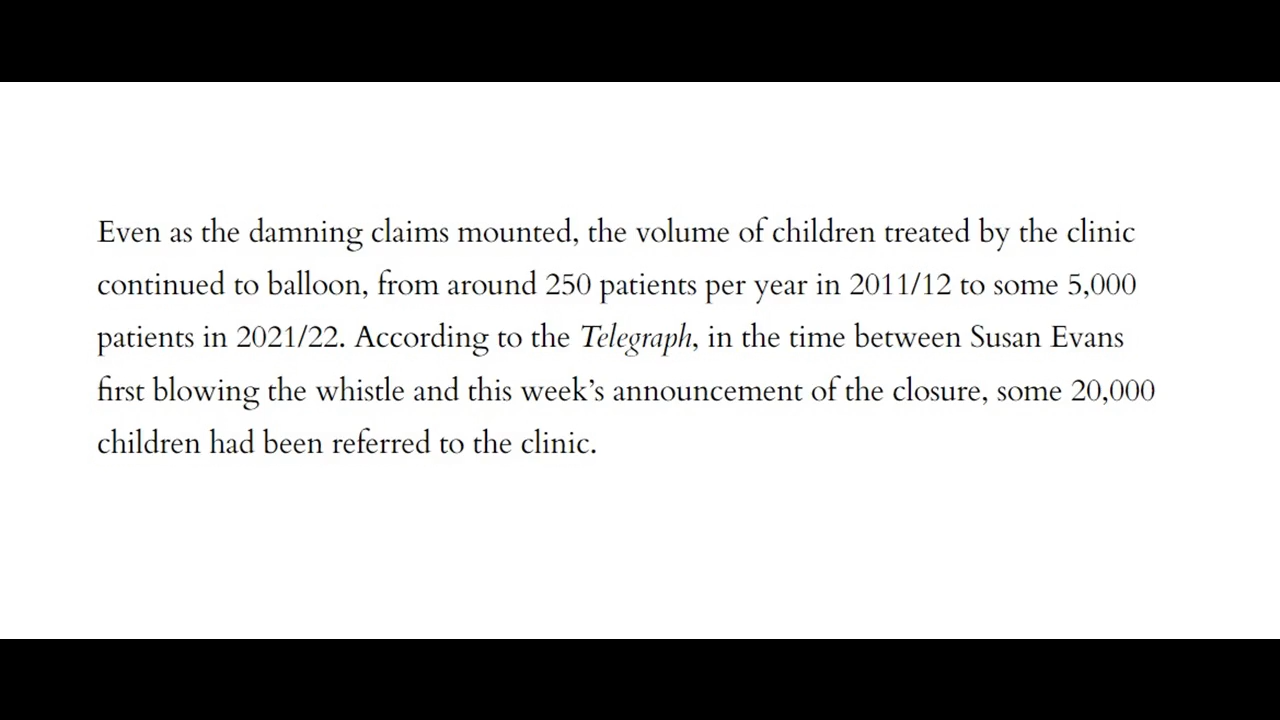 Even as the damning claims mounted, the volume of children treated by the clinic
continued to balloon, from around 250 patients per year in 2011/12 to some 5,000
patients in 2021/22. According to the Telegraph, in the time between Susan Evans
first blowing the whistle and this week’s announcement of the closure, some 20,000
children had been referred to the clinic.